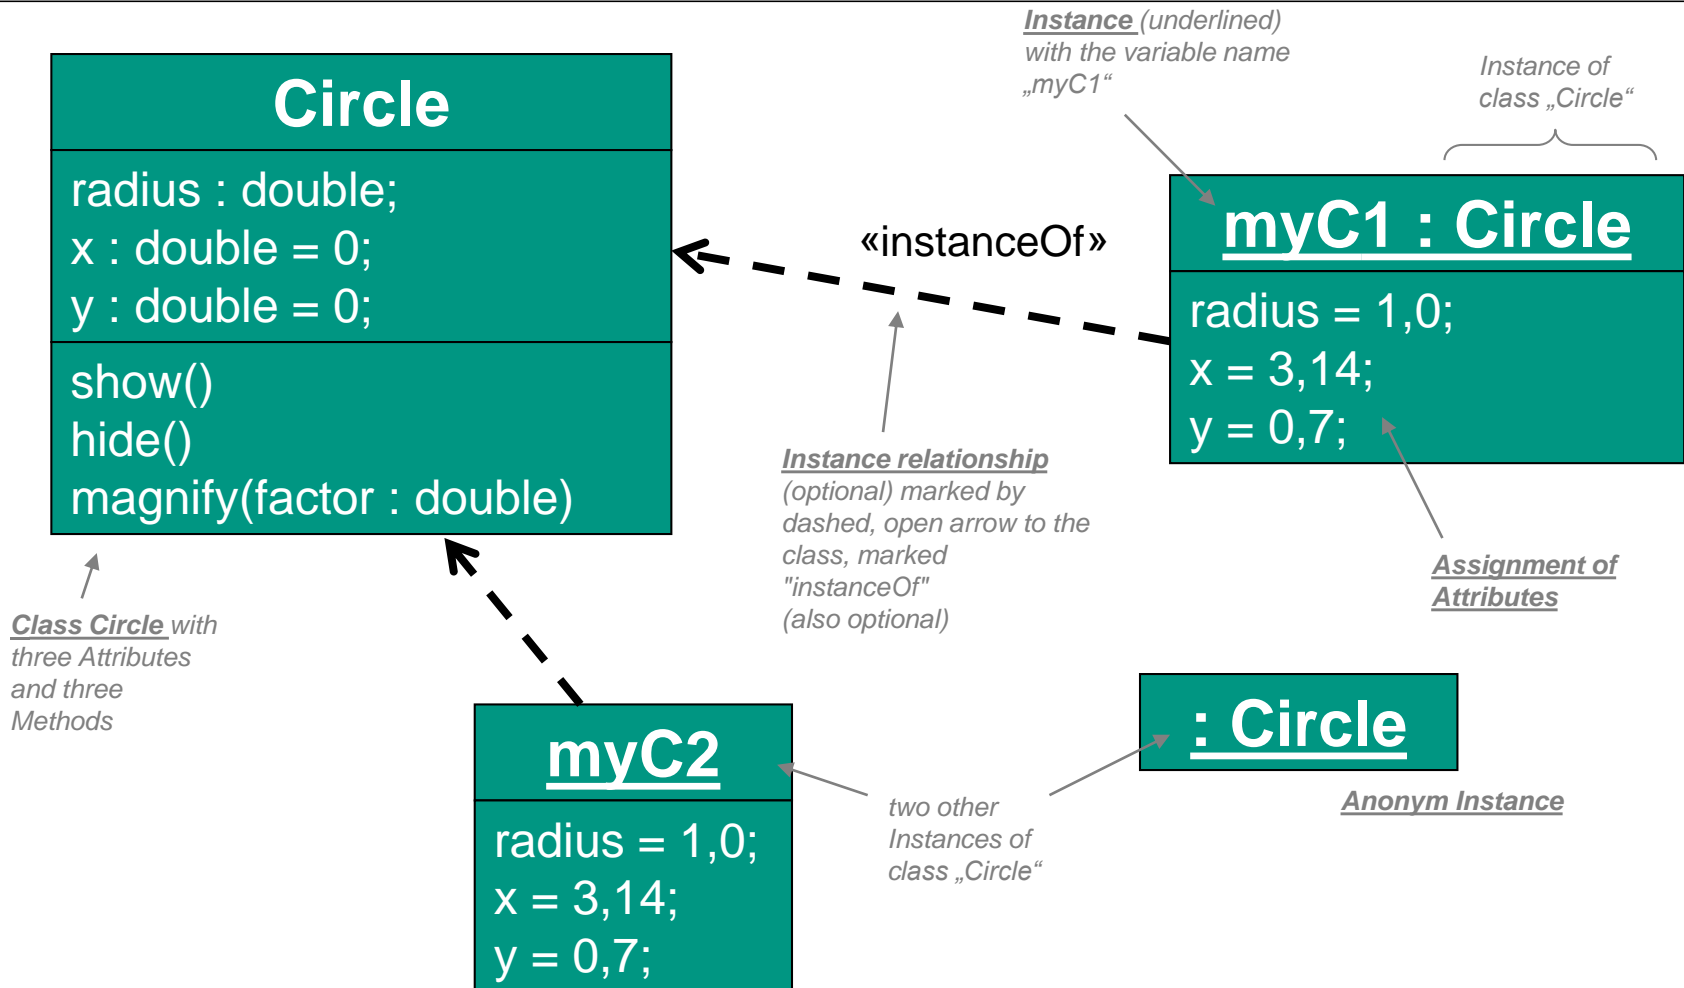 Circle
radius : double;
x : double = 0;
y : double = 0;
show()
hide()
magnify(factor : double)
Class Circle with
three Attributes
and three
Methods
«instanceOf»
Instance (underlined)
with the variable name
„myC1“
Instance of
class „Circle“
myC1 : Circle
radius = 1,0;
x = 3,14;
y = 0,7;
Instance relationship
(optional) marked by
dashed, open arrow to the
class, marked
"instanceOf"
(also optional)
Assignment of
Attributes
myC2
radius = 1,0;
x = 3,14;
y = 0,7;
two other
Instances of
class „Circle“
: Circle
Anonym Instance